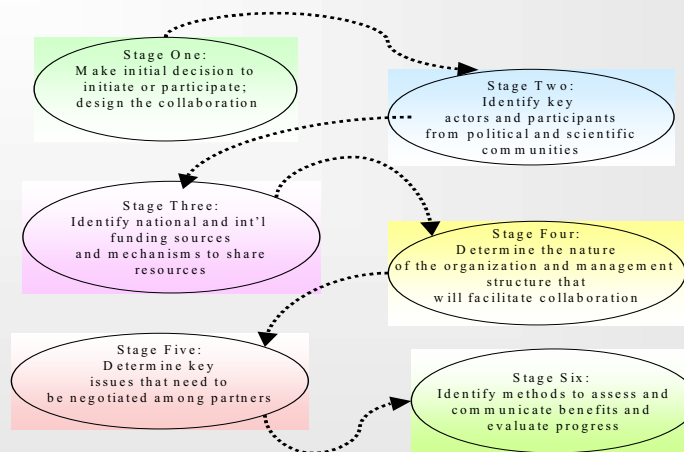 Stage One:
Make initial decision to
initiate or participate;
design the collaboration
Stage Two:
Identify key
actors and participants
from political and scientific
communities
Stage Three:
Identify national and int'l
funding sources
and mechanisms to share
resources
Stage Four:
Determine the nature
of the organization and management
structure that
will facilitate collaboration
Stage Five:
Determine key
issues that need to
be negotiated among partners
Stage Six:
Identify methods to assess and
communicate benefits and
evaluate progress